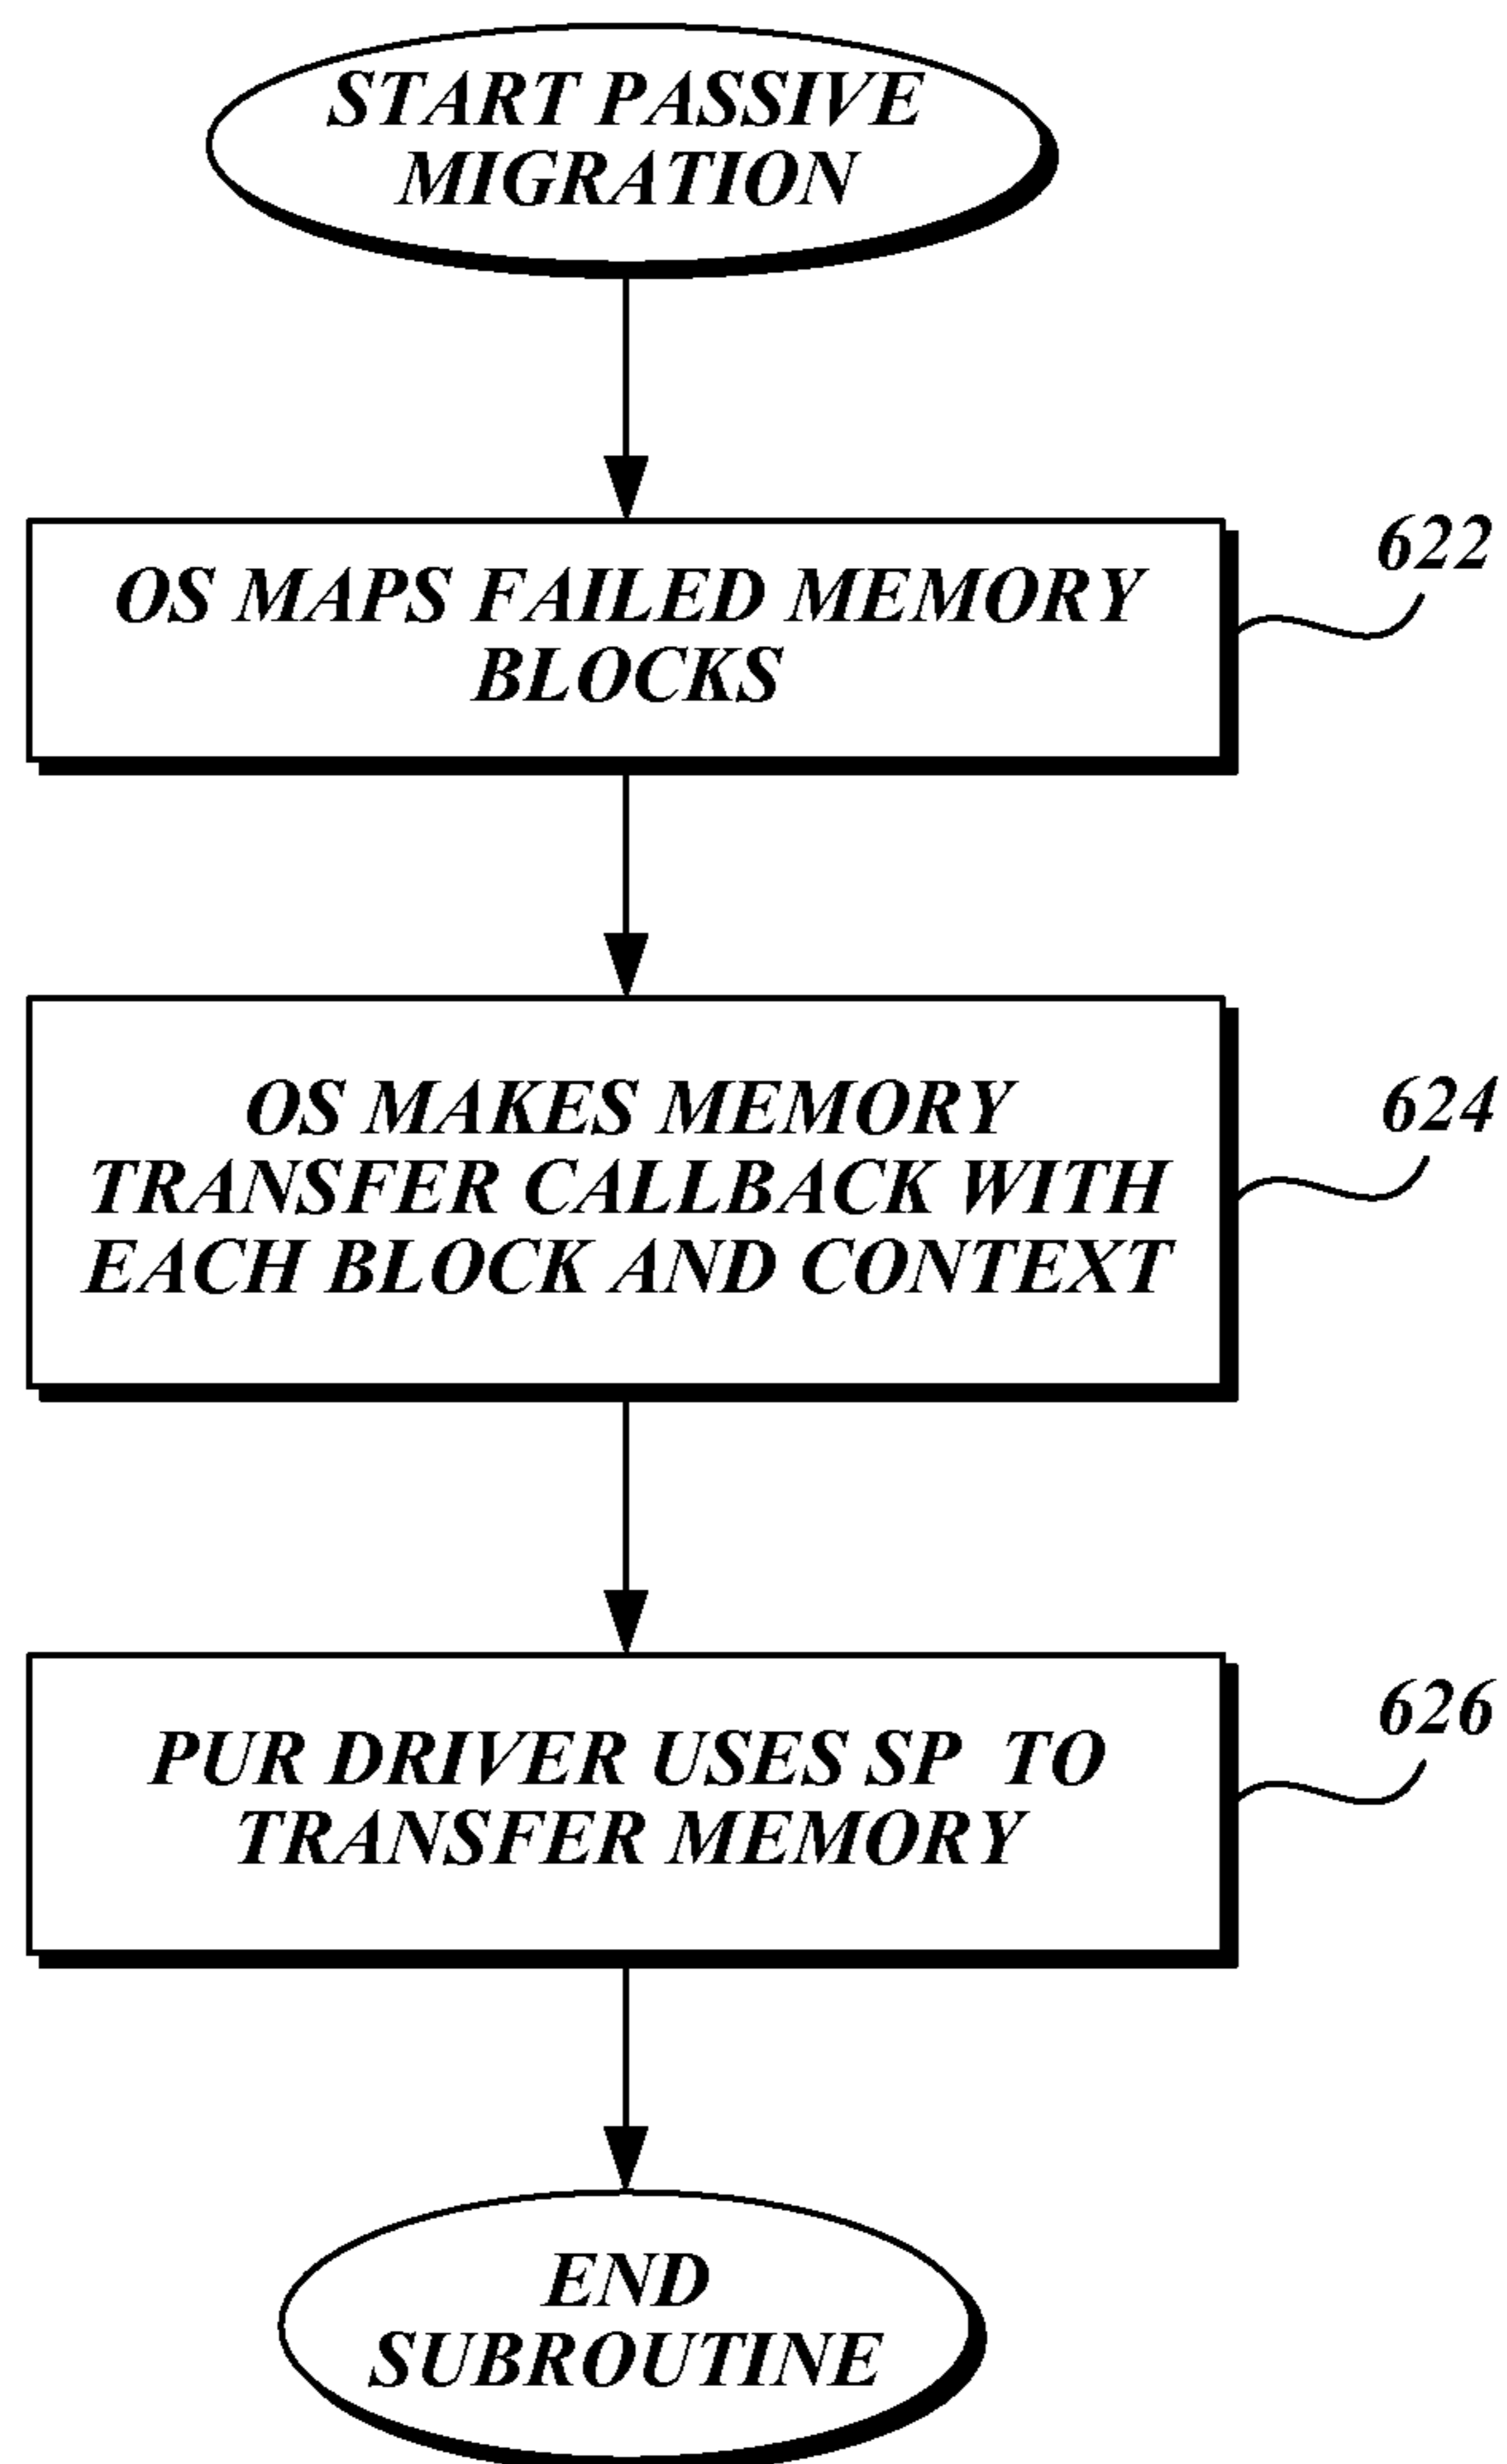 START PASSIVE
MIGRATION
OS MAPS FAILED MEMORY
BLOCKS
622
OS MAKES MEMORY
TRANSFER CALLBACK WITH
EACH BLOCK AND CONTEXT
624
PUR DRIVER USES SP TO
TRANSFER MEMORY
626
END
SUBROUTINE